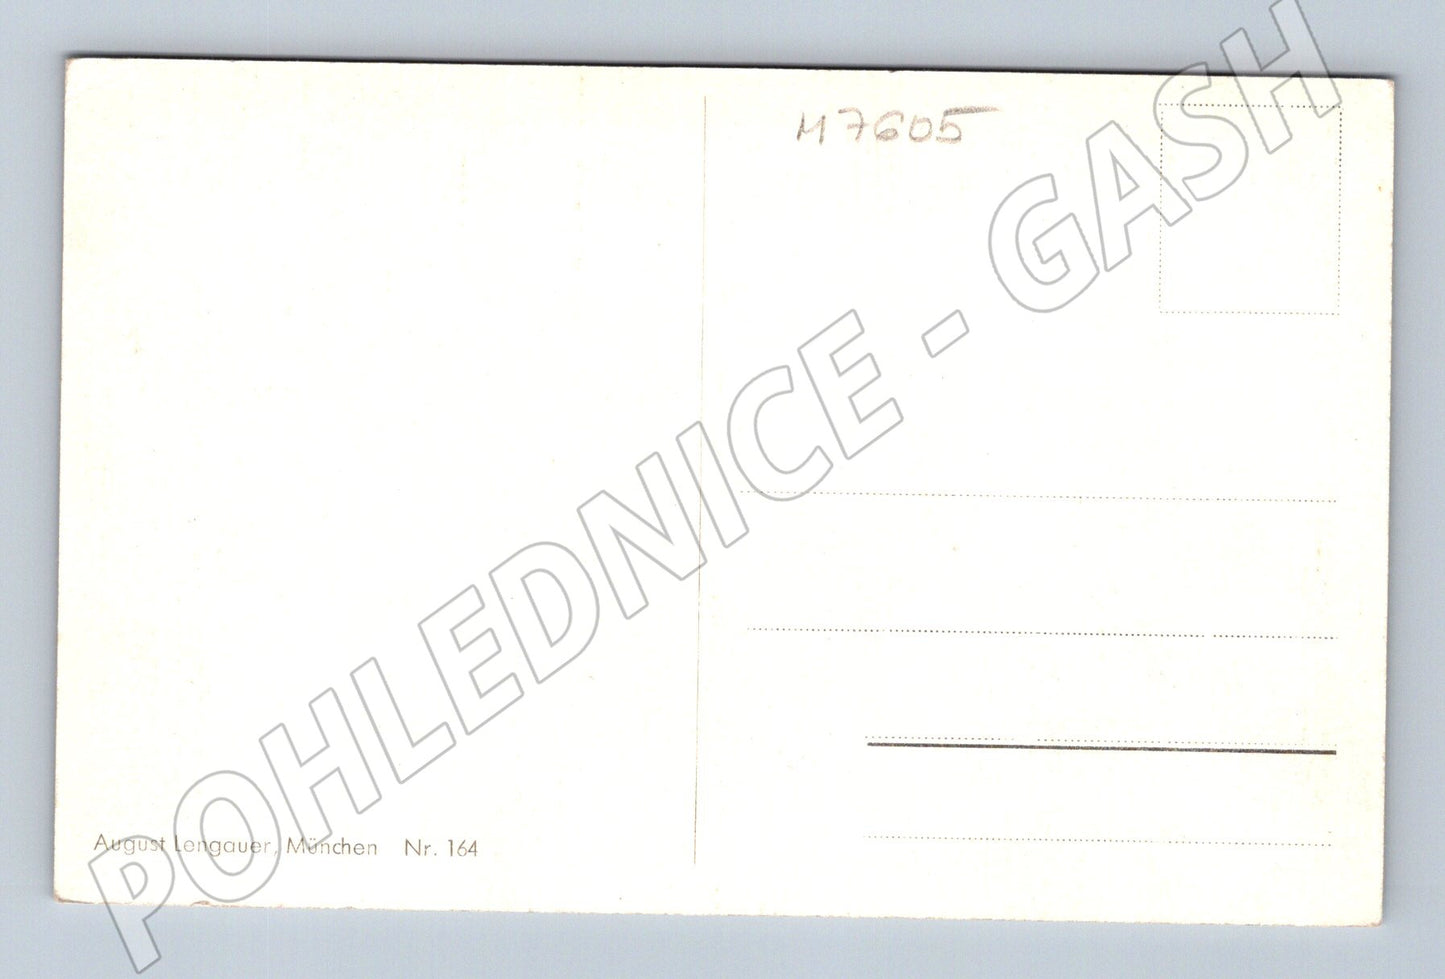 M7605
August Lengauer, München Nr. 164
POHLEDNICE - GASH